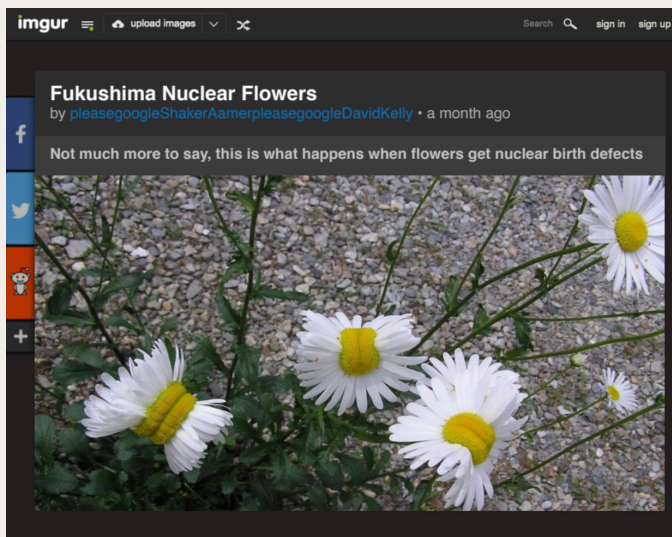 imgur upload images Search sign in sign up
Fukushima Nuclear Flowers
by pleasegoogleShakerAamerpleasegoogleDavidKelly • a month ago
Not much more to say, this is what happens when flowers get nuclear birth defects